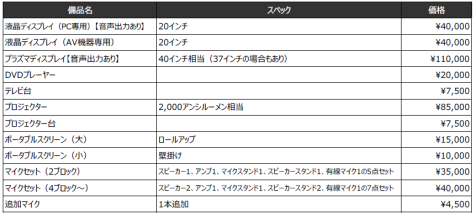 備品名 スペック 価格
液晶ディスプレイ（PC専用）【音声出力あり】 20インチ ¥40,000
液晶ディスプレイ（AV機器専用） 20インチ ¥40,000
プラズマディスプレイ【音声出力あり】 40インチ相当（37インチの場合もあり） ¥110,000
DVDプレーヤー ¥20,000
テレビ台 ¥7,500
プロジェクター 2,000アンシルーメン相当 ¥85,000
プロジェクター台 ¥7,500
ポータブルスクリーン（大） ロールアップ ¥15,000
ポータブルスクリーン（小） 壁掛け ¥10,000
マイクセット（2ブロック） スピーカー1、アンプ1、マイクスタンド1、スピーカースタンド1、有線マイク1の5点セット ¥35,000
マイクセット（4ブロック～） スピーカー2、アンプ1、マイクスタンド1、スピーカースタンド2、有線マイク1の7点セット ¥40,000
追加マイク 1本追加 ¥4,500